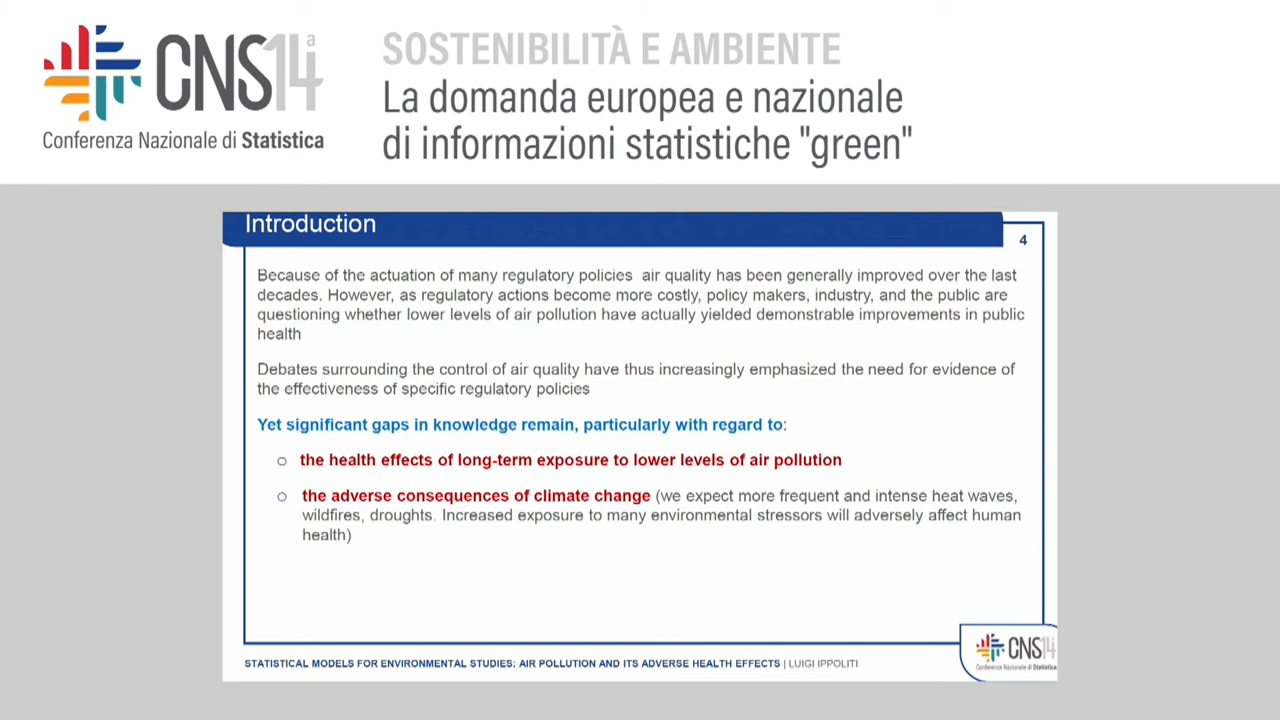 CNS14ª
Conferenza Nazionale di Statistica
SOSTENIBILITÀ E AMBIENTE
La domanda europea e nazionale
di informazioni statistiche "green"
Introduction
4
Because of the actuation of many regulatory policies air quality has been generally improved over the last
decades. However, as regulatory actions become more costly, policy makers, industry, and the public are
questioning whether lower levels of air pollution have actually yielded demonstrable improvements in public
health
Debates surrounding the control of air quality have thus increasingly emphasized the need for evidence of
the effectiveness of specific regulatory policies
Yet significant gaps in knowledge remain, particularly with regard to:
the health effects of long-term exposure to lower levels of air pollution
the adverse consequences of climate change (we expect more frequent and intense heat waves,
wildfires, droughts. Increased exposure to many environmental stressors will adversely affect human
health)
STATISTICAL MODELS FOR ENVIRONMENTAL STUDIES: AIR POLLUTION AND ITS ADVERSE HEALTH EFFECTS | LUIGI IPPOLITI
CNS14
Conferenza Nazionale di Statistica